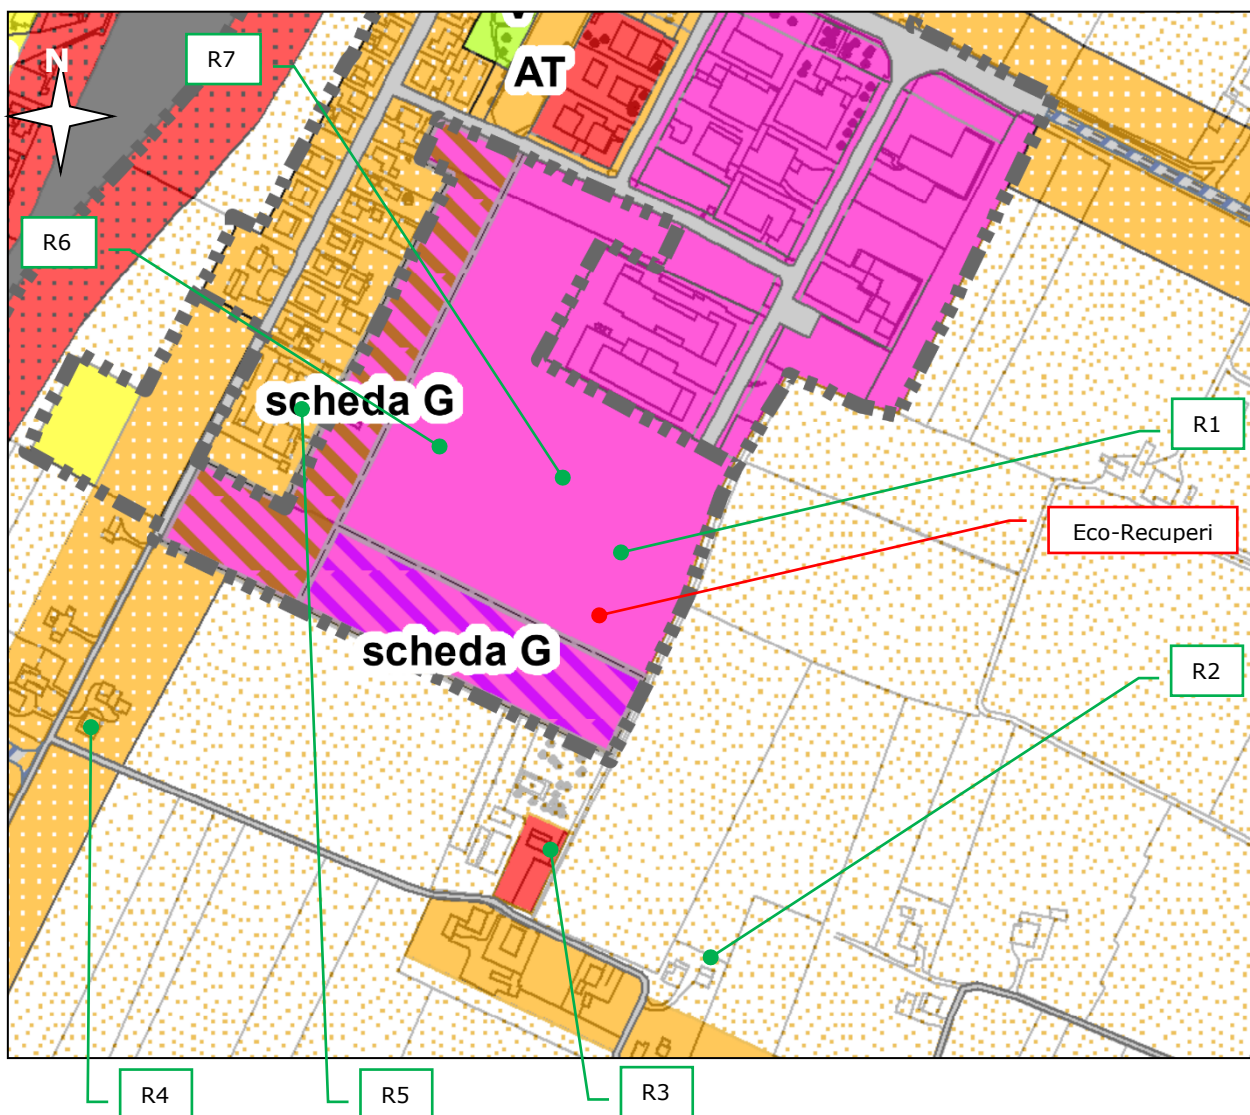 V
R7
N
AT
R6
scheda G
R1
Eco-Recuperi
scheda G
R2
R4
R5
R3